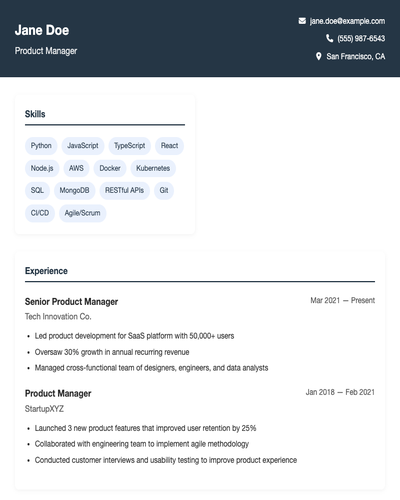 Jane Doe
Product Manager
jane.doe@example.com
(555) 987-6543
San Francisco, CA
Skills
Python JavaScript TypeScript React
Node.js AWS Docker Kubernetes
SQL MongoDB RESTful APIs Git
CI/CD Agile/Scrum
Experience
Senior Product Manager Mar 2021 — Present
Tech Innovation Co.
• Led product development for SaaS platform with 50,000+ users
• Oversaw 30% growth in annual recurring revenue
• Managed cross-functional team of designers, engineers, and data analysts
Product Manager Jan 2018 — Feb 2021
StartupXYZ
• Launched 3 new product features that improved user retention by 25%
• Collaborated with engineering team to implement agile methodology
• Conducted customer interviews and usability testing to improve product experience